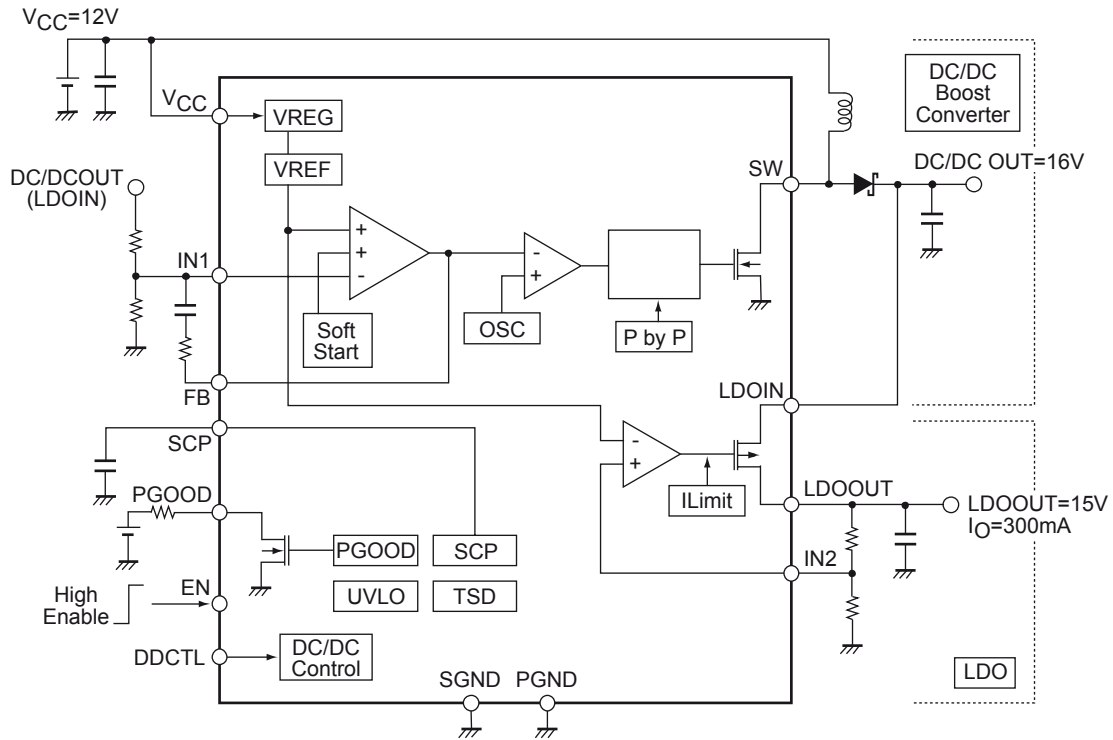 VCC=12V
DC/DC
Boost
Converter
VCC
VREG
VREF
SW
DC/DC OUT=16V
DC/DCOUT
(LDOIN)
+
+
-
-
+
IN1
Soft
Start
OSC
P by P
FB
LDOIN
SCP
-
+
PGOOD
ILimit
LDOOUT
LDOOUT=15V
IO=300mA
PGOOD
SCP
IN2
EN
High
Enable
UVLO
TSD
DDCTL
DC/DC
Control
SGND
PGND
LDO